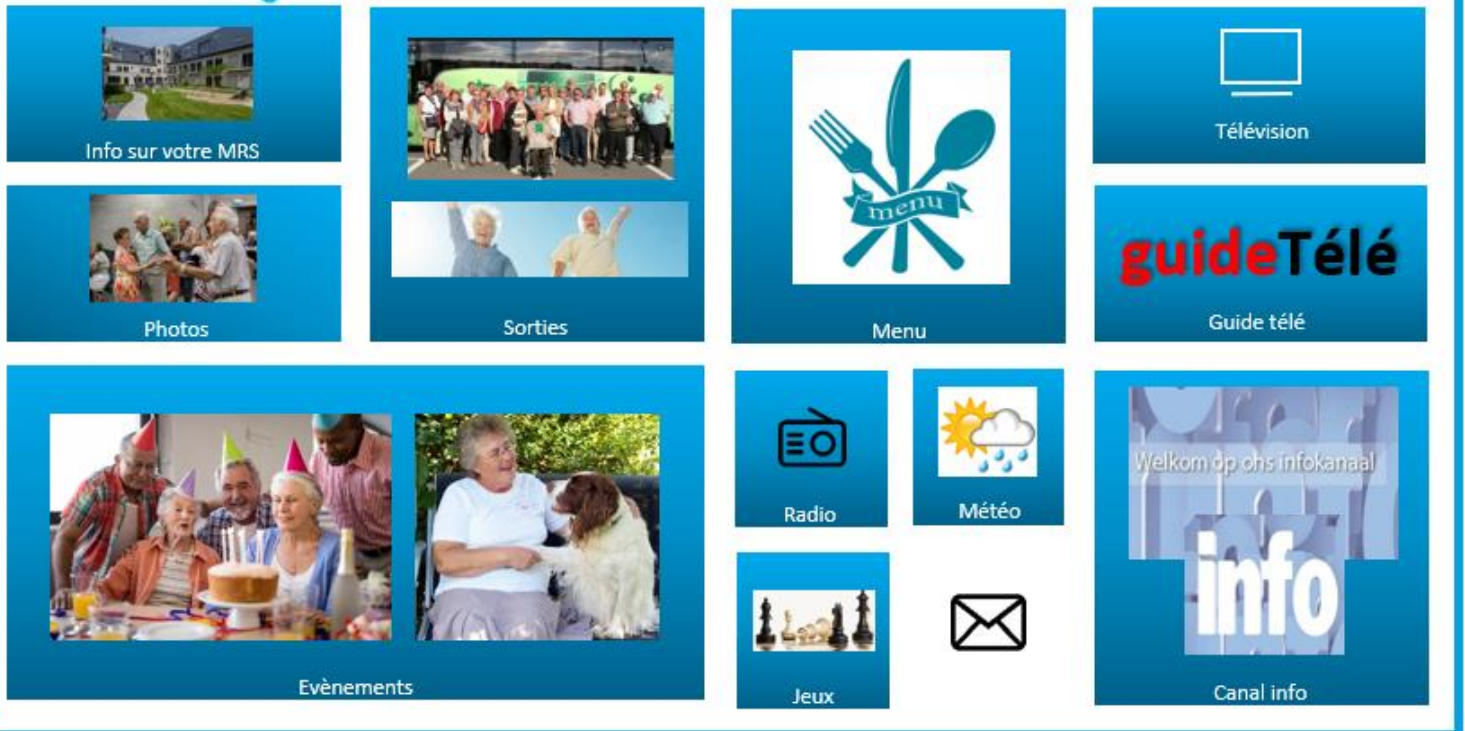 Info sur votre MRS
Photos
Sorties
menu
Menu
Télévision
guideTélé
Guide télé
Evènements
Radio
Météo
Jeux
Welkom op ons infokanaal
info
Canal info